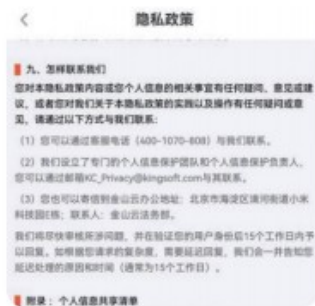 隐私政策
九、怎样联系我们
您对本隐私政策内容或您个人信息的相关事宜有任何疑问、意见或建
议，或者您对我们关于本隐私政策的实践以及操作有任何疑问或意
见，请通过以下方式与我们联系：
（1）您可以通过客服电话（400-1070-808）与我们联系。
（2）我们设立了专门的个人信息保护团队和个人信息保护负责人，
您可以通过邮箱KC_Privacy@kingsoft.com与其联系。
（3）您也可以寄信到金山云办公地址：北京市海淀区清河街道小米
科技园E栋；联系人：金山云法务部。
我们将尽快审核所涉问题，并在验证您的用户身份后15个工作日内予
以回复。如根据您请求的复杂度，需要延迟回复，我们会一并告知您
延迟处理的原因和时间（通常为15个工作日）。
附录：个人信息共享清单